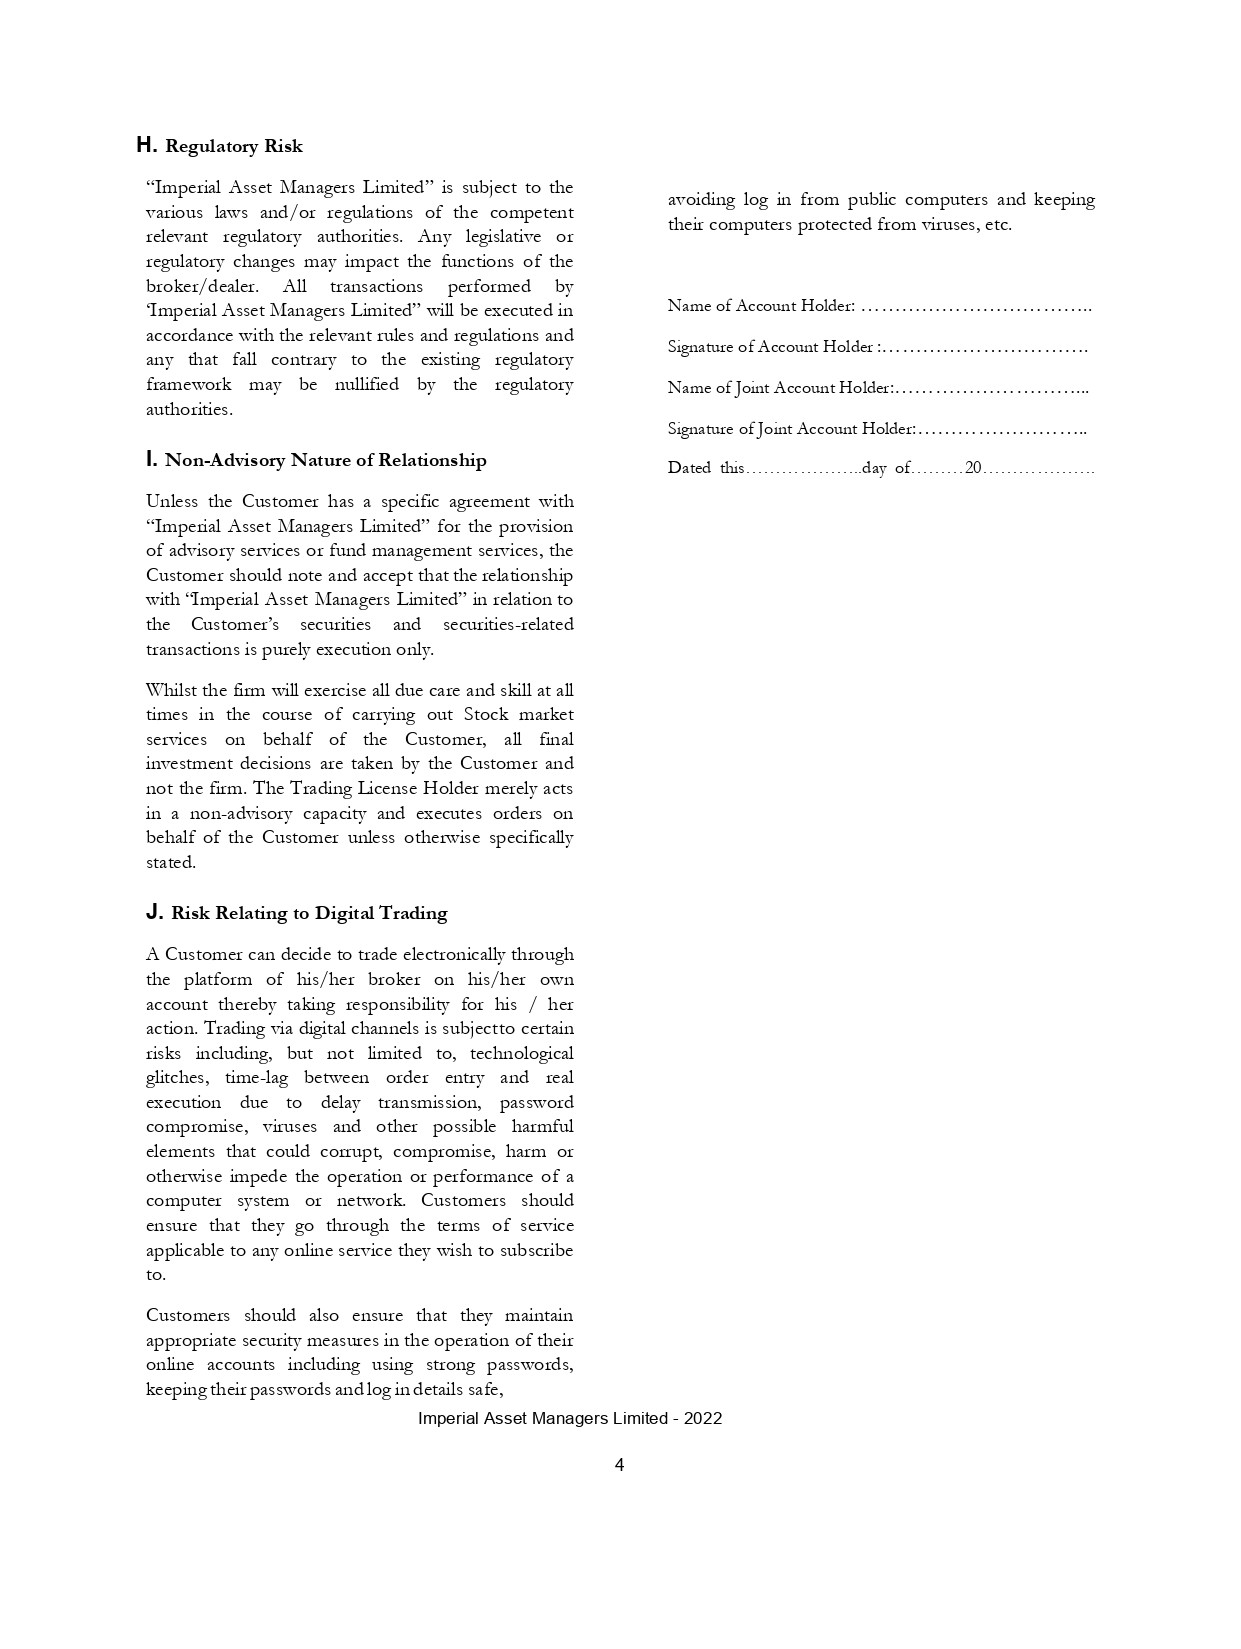 H. Regulatory Risk
“Imperial Asset Managers Limited” is subject to the
various laws and/or regulations of the competent
relevant regulatory authorities. Any legislative or
regulatory changes may impact the functions of the
broker/dealer. All transactions performed by
‘Imperial Asset Managers Limited” will be executed in
accordance with the relevant rules and regulations and
any that fall contrary to the existing regulatory
framework may be nullified by the regulatory
authorities.
I. Non-Advisory Nature of Relationship
Unless the Customer has a specific agreement with
“Imperial Asset Managers Limited” for the provision
of advisory services or fund management services, the
Customer should note and accept that the relationship
with “Imperial Asset Managers Limited” in relation to
the Customer’s securities and securities-related
transactions is purely execution only.
Whilst the firm will exercise all due care and skill at all
times in the course of carrying out Stock market
services on behalf of the Customer, all final
investment decisions are taken by the Customer and
not the firm. The Trading License Holder merely acts
in a non-advisory capacity and executes orders on
behalf of the Customer unless otherwise specifically
stated.
J. Risk Relating to Digital Trading
A Customer can decide to trade electronically through
the platform of his/her broker on his/her own
account thereby taking responsibility for his / her
action. Trading via digital channels is subjectto certain
risks including, but not limited to, technological
glitches, time-lag between order entry and real
execution due to delay transmission, password
compromise, viruses and other possible harmful
elements that could corrupt, compromise, harm or
otherwise impede the operation or performance of a
computer system or network. Customers should
ensure that they go through the terms of service
applicable to any online service they wish to subscribe
to.
Customers should also ensure that they maintain
appropriate security measures in the operation of their
online accounts including using strong passwords,
keeping their passwords and log in details safe,
avoiding log in from public computers and keeping
their computers protected from viruses, etc.
Name of Account Holder: ……………………………..
Signature of Account Holder :………………………….
Name of Joint Account Holder:………………………...
Signature of Joint Account Holder:……………………..
Dated this………………..day of………20……………….
Imperial Asset Managers Limited - 2022
4